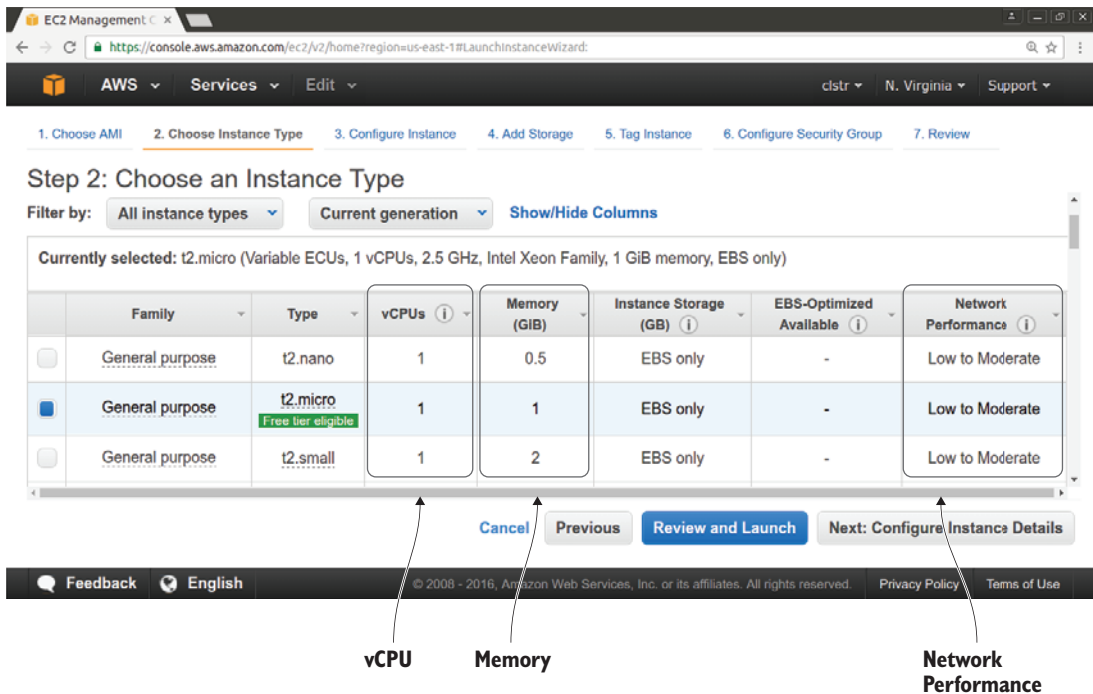 EC2 Management C
https://console.aws.amazon.com/ec2/v2/home?region=us-east-1#LaunchInstanceWizard:
AWS Services Edit clstr N. Virginia Support
1. Choose AMI 2. Choose Instance Type 3. Configure Instance 4. Add Storage 5. Tag Instance 6. Configure Security Group 7. Review
Step 2: Choose an Instance Type
Filter by: All instance types Current generation Show/Hide Columns
Currently selected: t2.micro (Variable ECUs, 1 vCPUs, 2.5 GHz, Intel Xeon Family, 1 GiB memory, EBS only)
Family Type vCPUs Memory (GiB) Instance Storage (GB) EBS-Optimized Available Network Performance
General purpose t2.nano 1 0.5 EBS only - Low to Moderate
General purpose t2.micro Free tier eligible 1 1 EBS only - Low to Moderate
General purpose t2.small 1 2 EBS only - Low to Moderate
Cancel Previous Review and Launch Next: Configure Instance Details
Feedback English © 2008 - 2016, Amazon Web Services, Inc. or its affiliates. All rights reserved. Privacy Policy Terms of Use
vCPU Memory Network
Performance